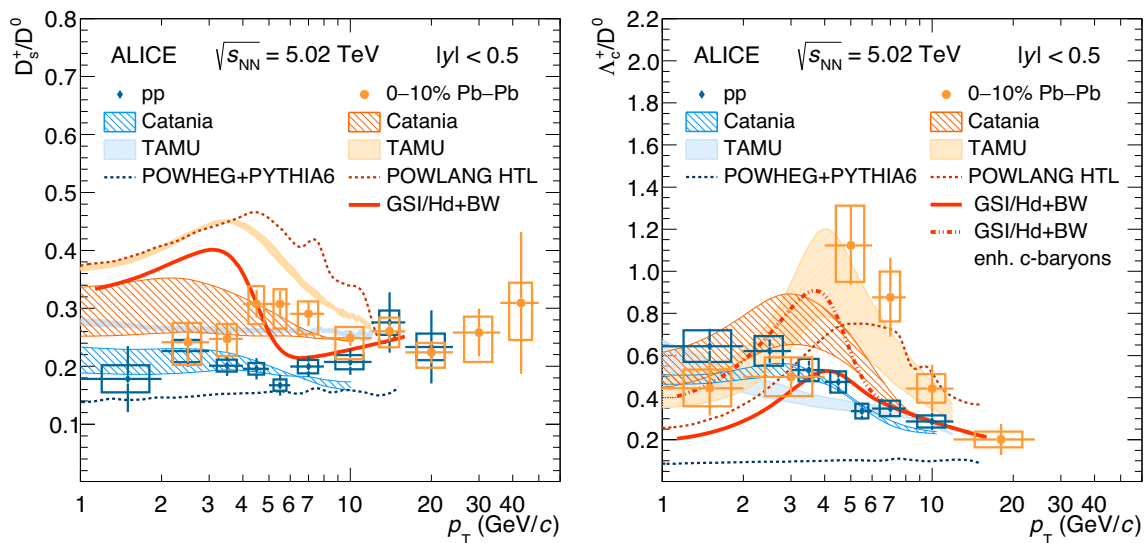 D_s^+/D^0
0.8
0.7
0.6
0.5
0.4
0.3
0.2
0.1
ALICE √s_NN = 5.02 TeV |y| < 0.5
pp 0–10% Pb–Pb
Catania Catania
TAMU TAMU
POWHEG+PYTHIA6 POWLANG HTL
GSI/Hd+BW
1 2 3 4 5 6 7 10 20 30
p_T (GeV/c)
Λ_c^+/D^0
2.2
2.0
1.8
1.6
1.4
1.2
1.0
0.8
0.6
0.4
0.2
ALICE √s_NN = 5.02 TeV |y| < 0.5
pp 0–10% Pb–Pb
Catania Catania
TAMU TAMU
POWHEG+PYTHIA6 POWLANG HTL
GSI/Hd+BW
GSI/Hd+BW
enh. c-baryons
1 2 3 4 5 6 7 10 20 30
p_T (GeV/c)